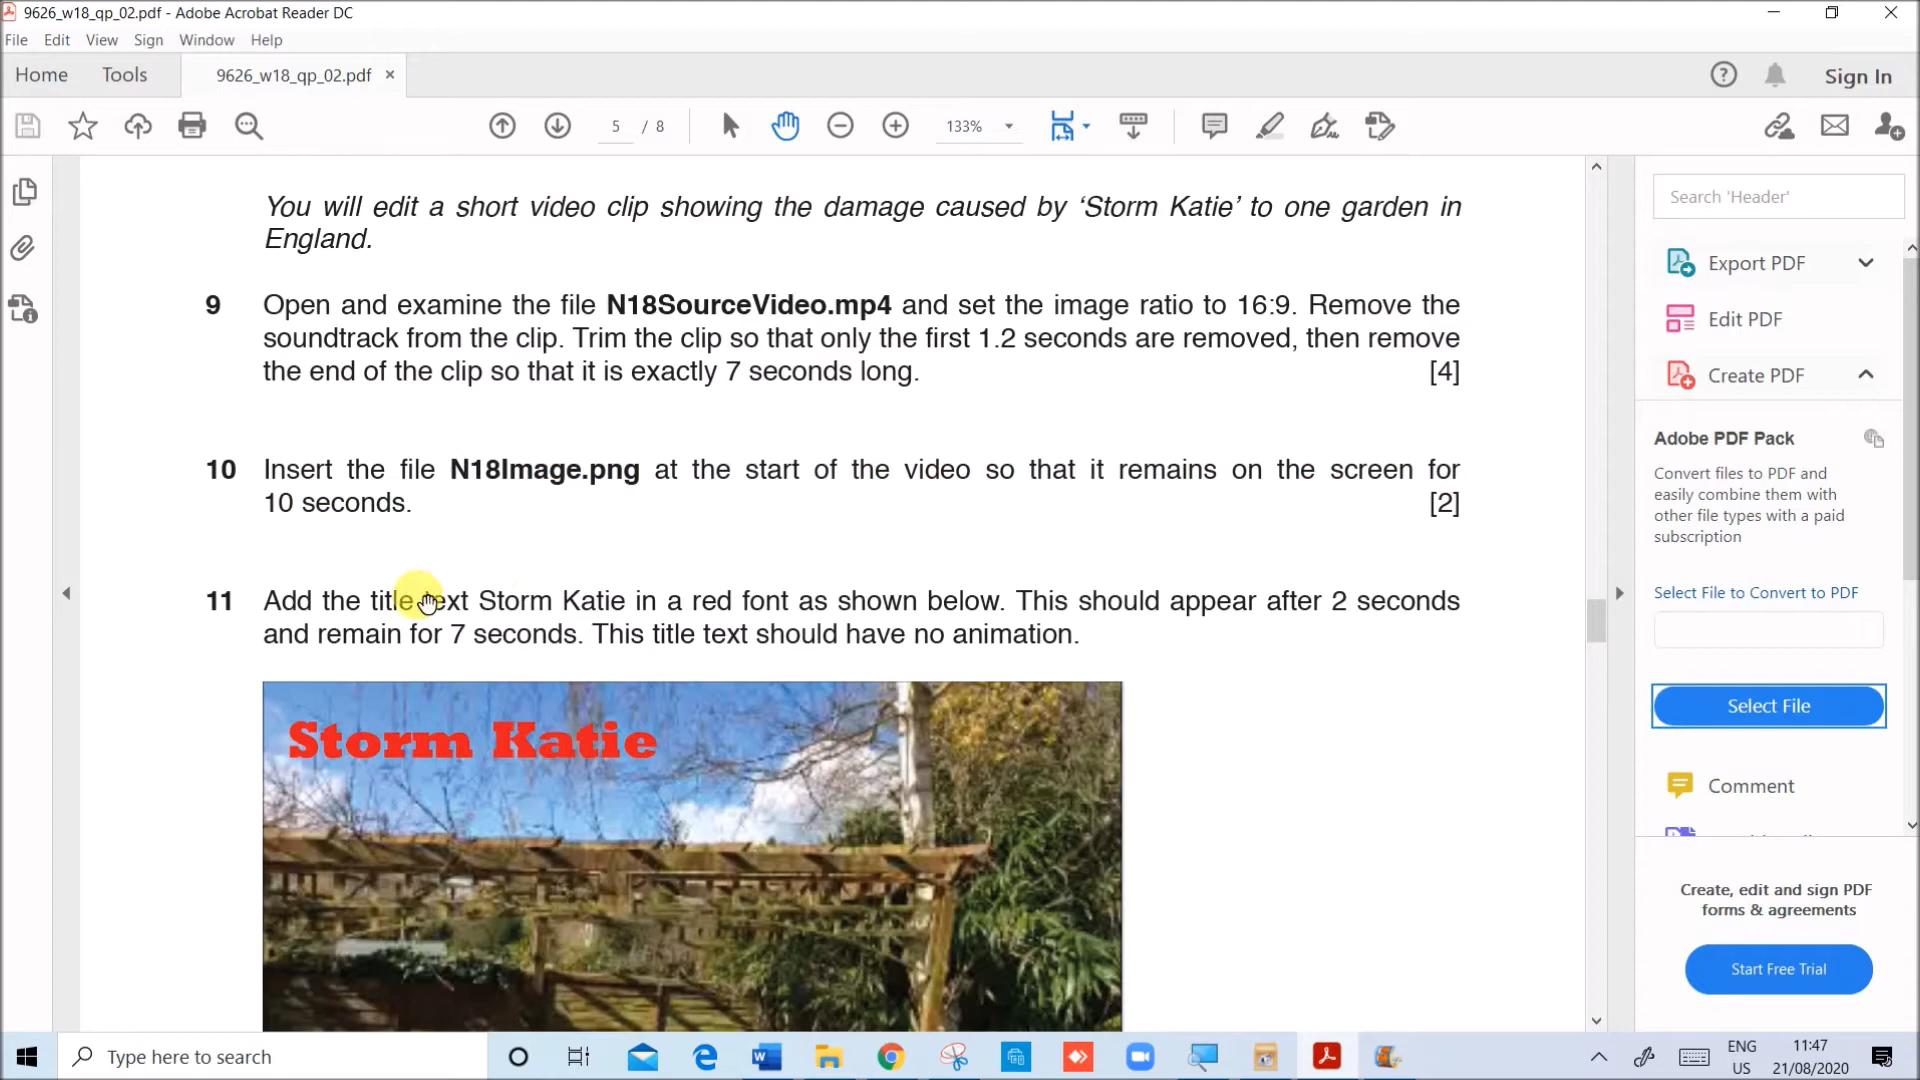 9626_w18_qp_02.pdf - Adobe Acrobat Reader DC
File Edit View Sign Window Help
Home Tools 9626_w18_qp_02.pdf × Sign In
5 / 8 133%
You will edit a short video clip showing the damage caused by ‘Storm Katie’ to one garden in
England.
9 Open and examine the file N18SourceVideo.mp4 and set the image ratio to 16:9. Remove the
soundtrack from the clip. Trim the clip so that only the first 1.2 seconds are removed, then remove
the end of the clip so that it is exactly 7 seconds long. [4]
10 Insert the file N18Image.png at the start of the video so that it remains on the screen for
10 seconds. [2]
11 Add the title text Storm Katie in a red font as shown below. This should appear after 2 seconds
and remain for 7 seconds. This title text should have no animation.
Storm Katie
Search 'Header'
Export PDF
Edit PDF
Create PDF
Adobe PDF Pack
Convert files to PDF and
easily combine them with
other file types with a paid
subscription
Select File to Convert to PDF
Select File
Comment
Create, edit and sign PDF
forms & agreements
Start Free Trial
Type here to search
ENG
US
11:47
21/08/2020